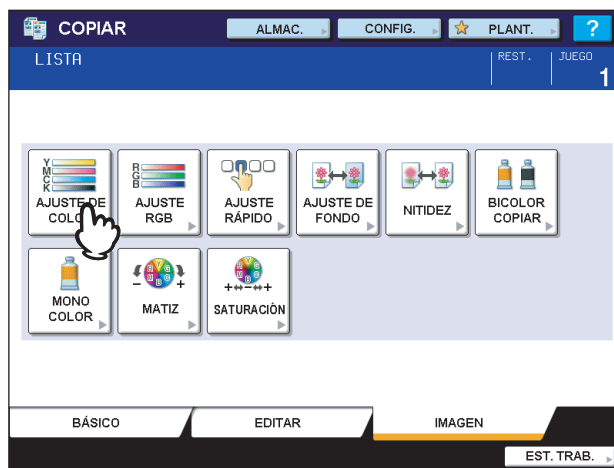 COPIAR
ALMAC.
CONFIG.
PLANT.
?
LISTA
REST.
JUEGO
1
Y
M
C
K
AJUSTE DE
COLO
R
G
B
AJUSTE
RGB
AJUSTE
RÁPIDO
AJUSTE DE
FONDO
NITIDEZ
BICOLOR
COPIAR
MONO
COLOR
- +
MATIZ
+↔-↔+
SATURACIÓN
BÁSICO
EDITAR
IMAGEN
EST. TRAB.